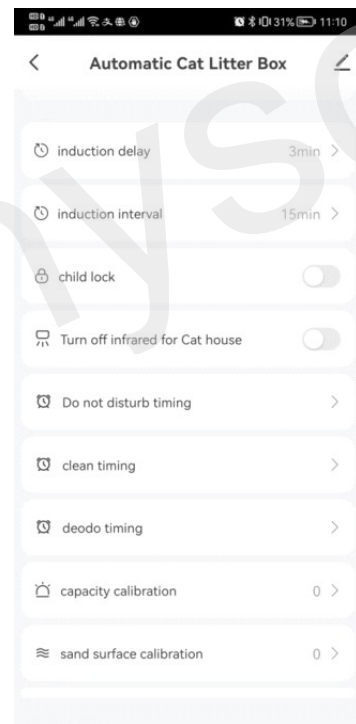 31% 11:10
Automatic Cat Litter Box
induction delay 3min
induction interval 15min
child lock
Turn off infrared for Cat house
Do not disturb timing
clean timing
deodo timing
capacity calibration 0
sand surface calibration 0